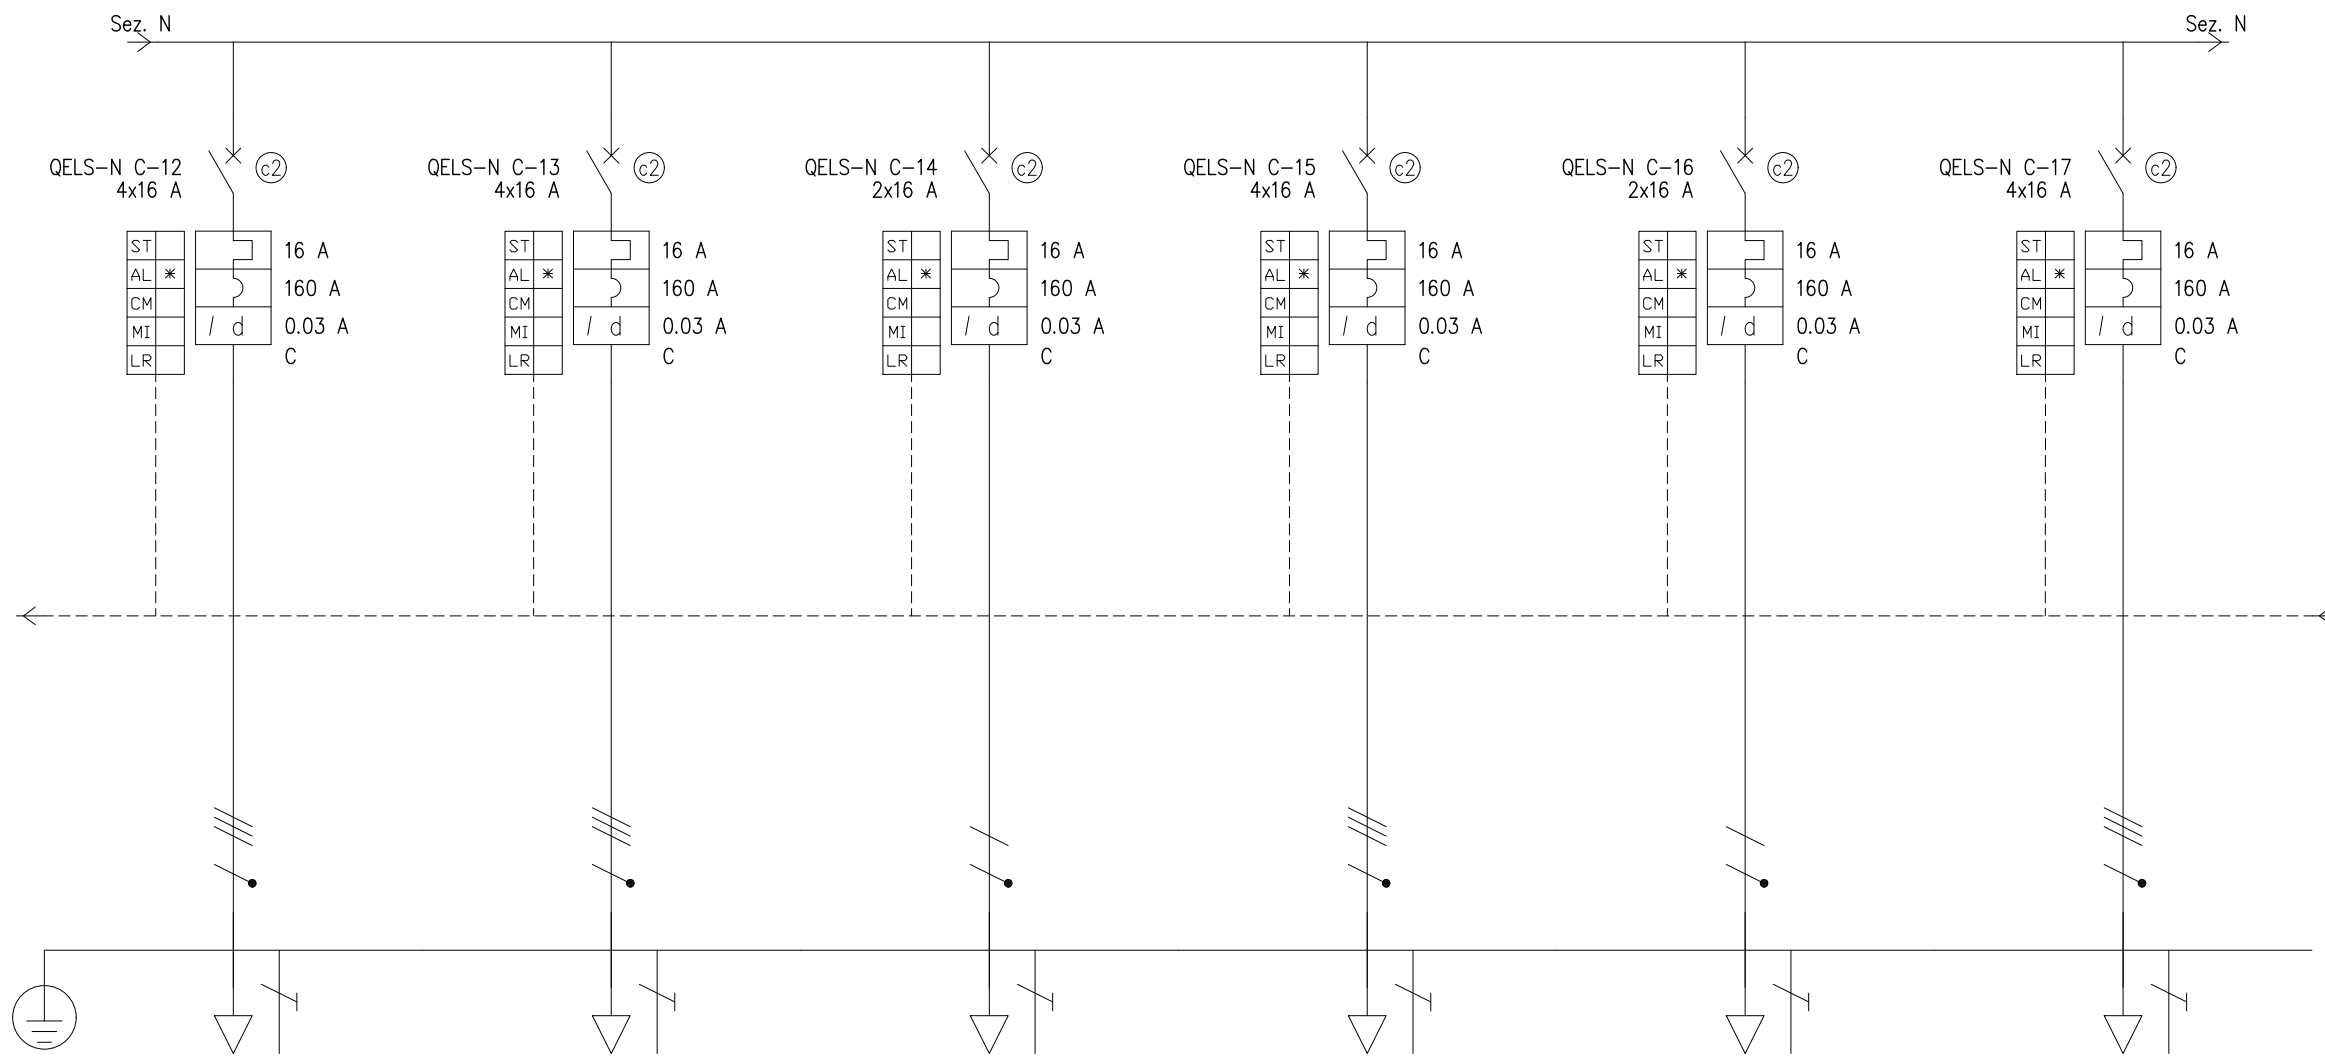 Sez. N
Sez. N
QELS-N C-12
4x16 A
c2
ST
AL *
CM
MI
LR
/ d
16 A
160 A
0.03 A
C
QELS-N C-13
4x16 A
c2
ST
AL *
CM
MI
LR
/ d
16 A
160 A
0.03 A
C
QELS-N C-14
2x16 A
c2
ST
AL *
CM
MI
LR
/ d
16 A
160 A
0.03 A
C
QELS-N C-15
4x16 A
c2
ST
AL *
CM
MI
LR
/ d
16 A
160 A
0.03 A
C
QELS-N C-16
2x16 A
c2
ST
AL *
CM
MI
LR
/ d
16 A
160 A
0.03 A
C
QELS-N C-17
4x16 A
c2
ST
AL *
CM
MI
LR
/ d
16 A
160 A
0.03 A
C